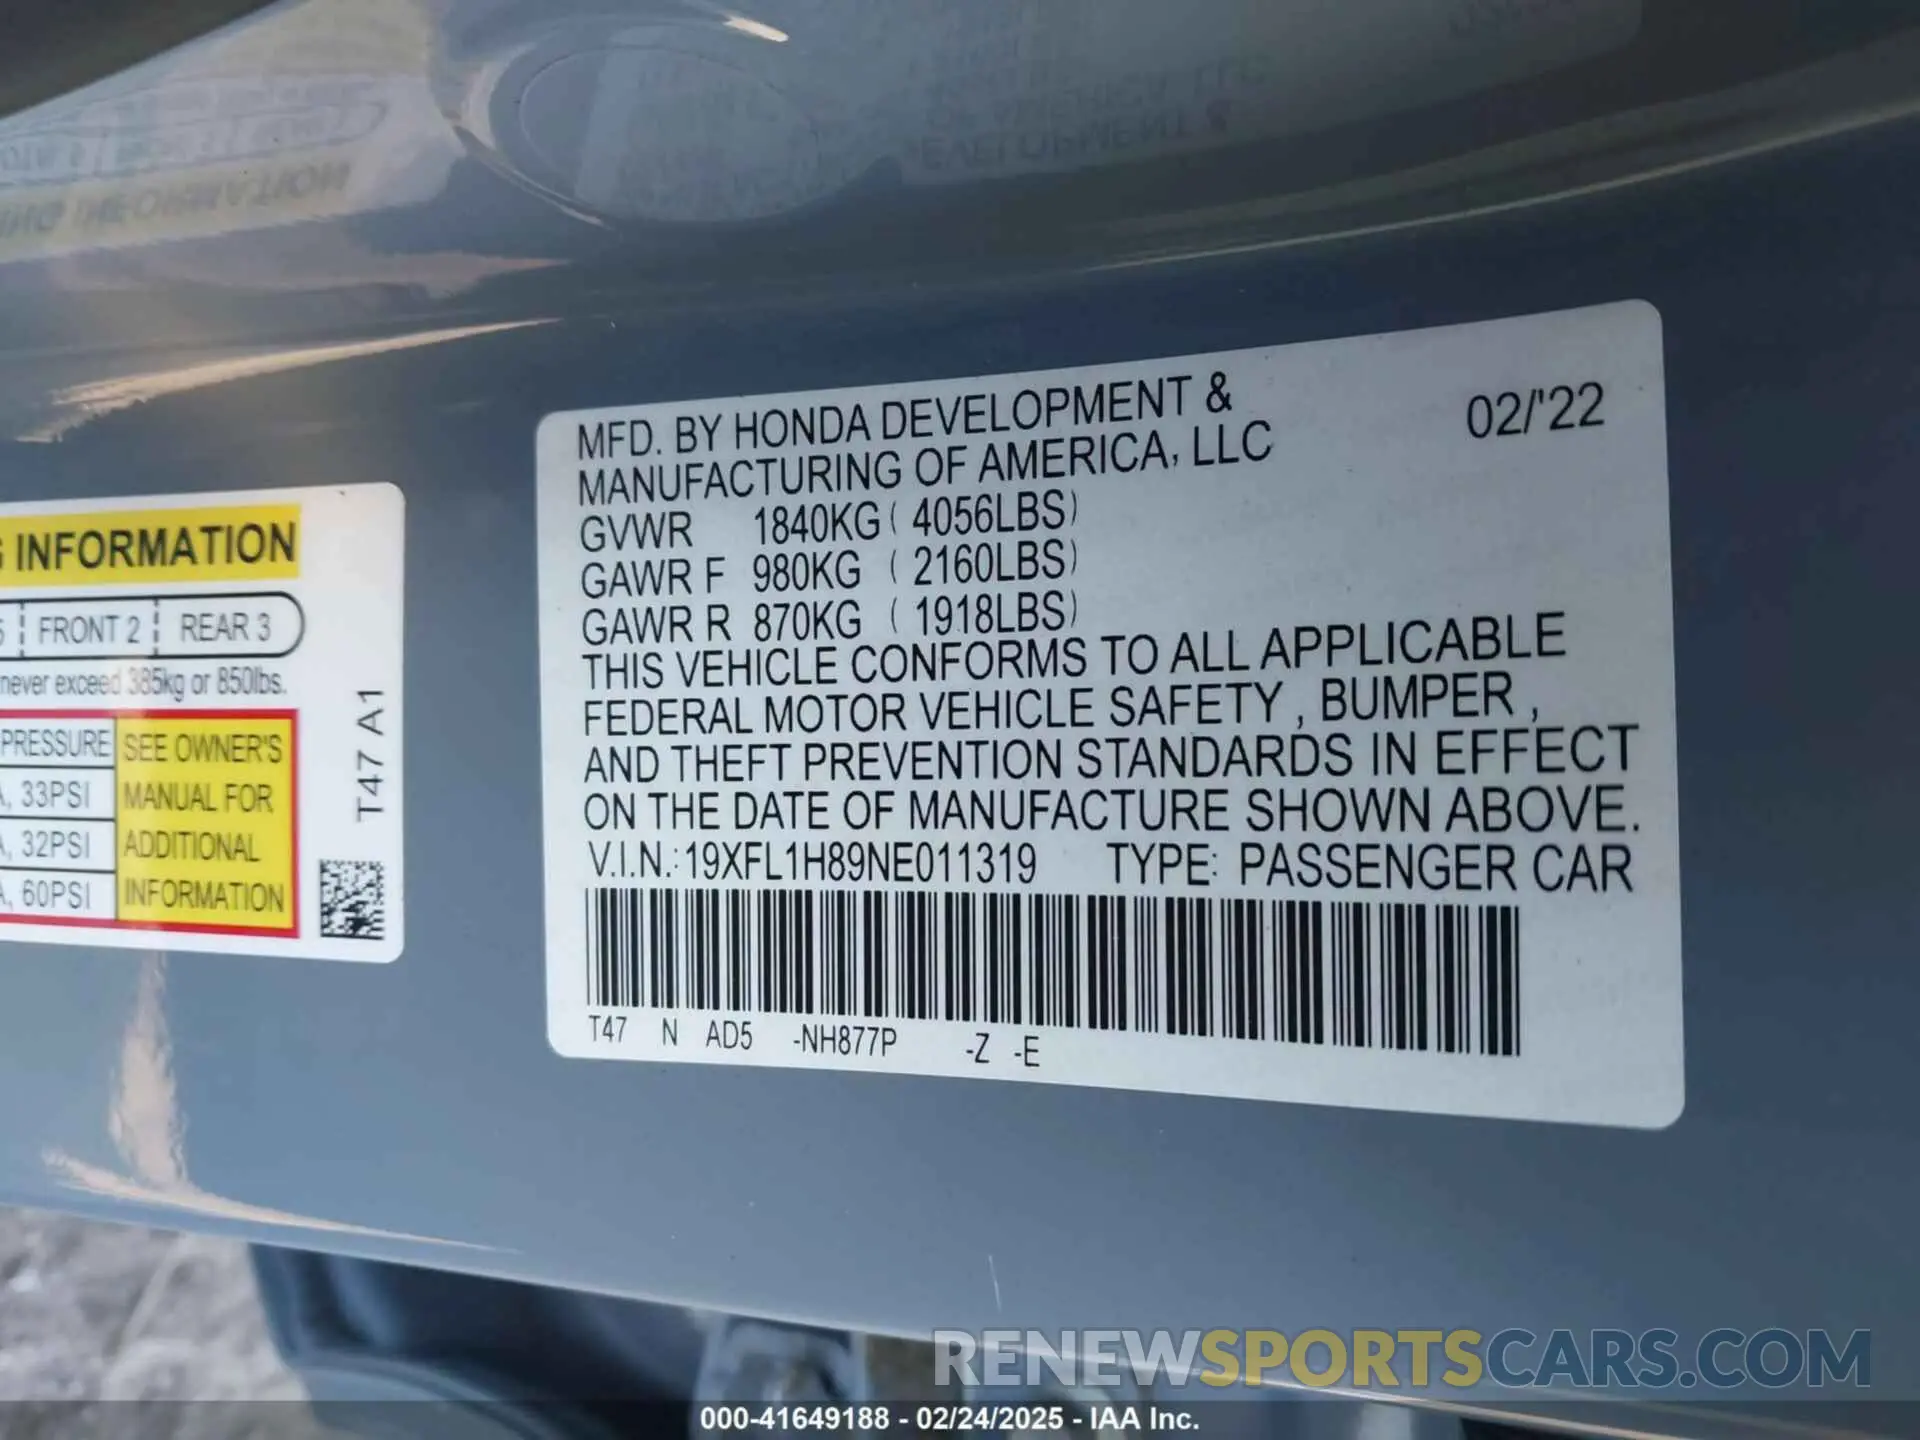 MFD. BY HONDA DEVELOPMENT &
MANUFACTURING OF AMERICA, LLC
02/'22
GVWR 1840KG ( 4056LBS)
GAWR F 980KG ( 2160LBS)
GAWR R 870KG ( 1918LBS)
THIS VEHICLE CONFORMS TO ALL APPLICABLE
FEDERAL MOTOR VEHICLE SAFETY , BUMPER ,
AND THEFT PREVENTION STANDARDS IN EFFECT
ON THE DATE OF MANUFACTURE SHOWN ABOVE.
V.I.N.: 19XFL1H89NE011319 TYPE: PASSENGER CAR
T47 N AD5 -NH877P -Z -E
INFORMATION
FRONT 2 REAR 3
never exceed 385kg or 850lbs.
PRESSURE
33PSI
32PSI
60PSI
SEE OWNER'S
MANUAL FOR
ADDITIONAL
INFORMATION
T47 A1
RENEWSPORTSCARS.COM
000-41649188 - 02/24/2025 - IAA Inc.